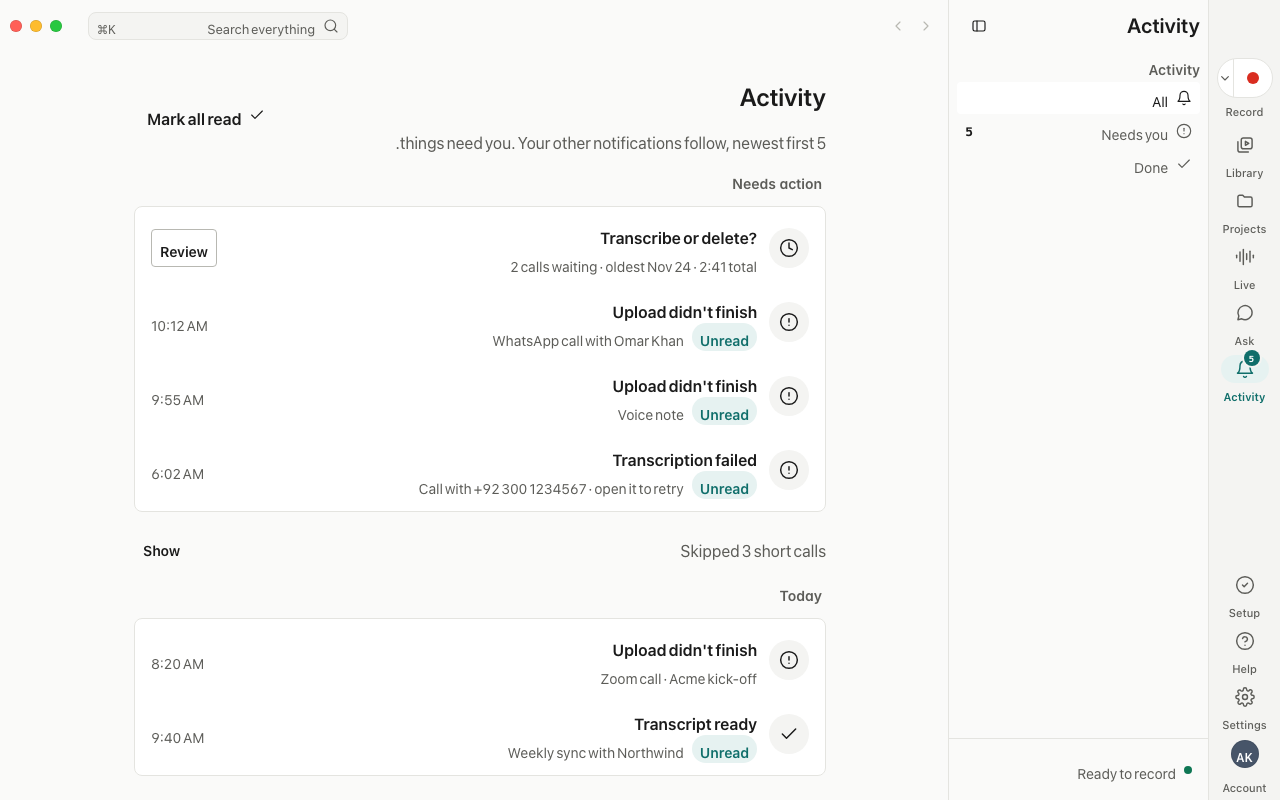 ⌘K Search everything
Activity
Activity
All
Needs you 5
Done
Ready to record
Record
Library
Projects
Live
Ask
5
Activity
Setup
Help
Settings
AK
Account
Activity
Mark all read
.things need you. Your other notifications follow, newest first 5
Needs action
Transcribe or delete?
2 calls waiting · oldest Nov 24 · 2:41 total
Review
Upload didn't finish
WhatsApp call with Omar Khan Unread
10:12 AM
Upload didn't finish
Voice note Unread
9:55 AM
Transcription failed
Call with +92 300 1234567 · open it to retry Unread
6:02 AM
Skipped 3 short calls
Show
Today
Upload didn't finish
Zoom call · Acme kick-off
8:20 AM
Transcript ready
Weekly sync with Northwind Unread
9:40 AM